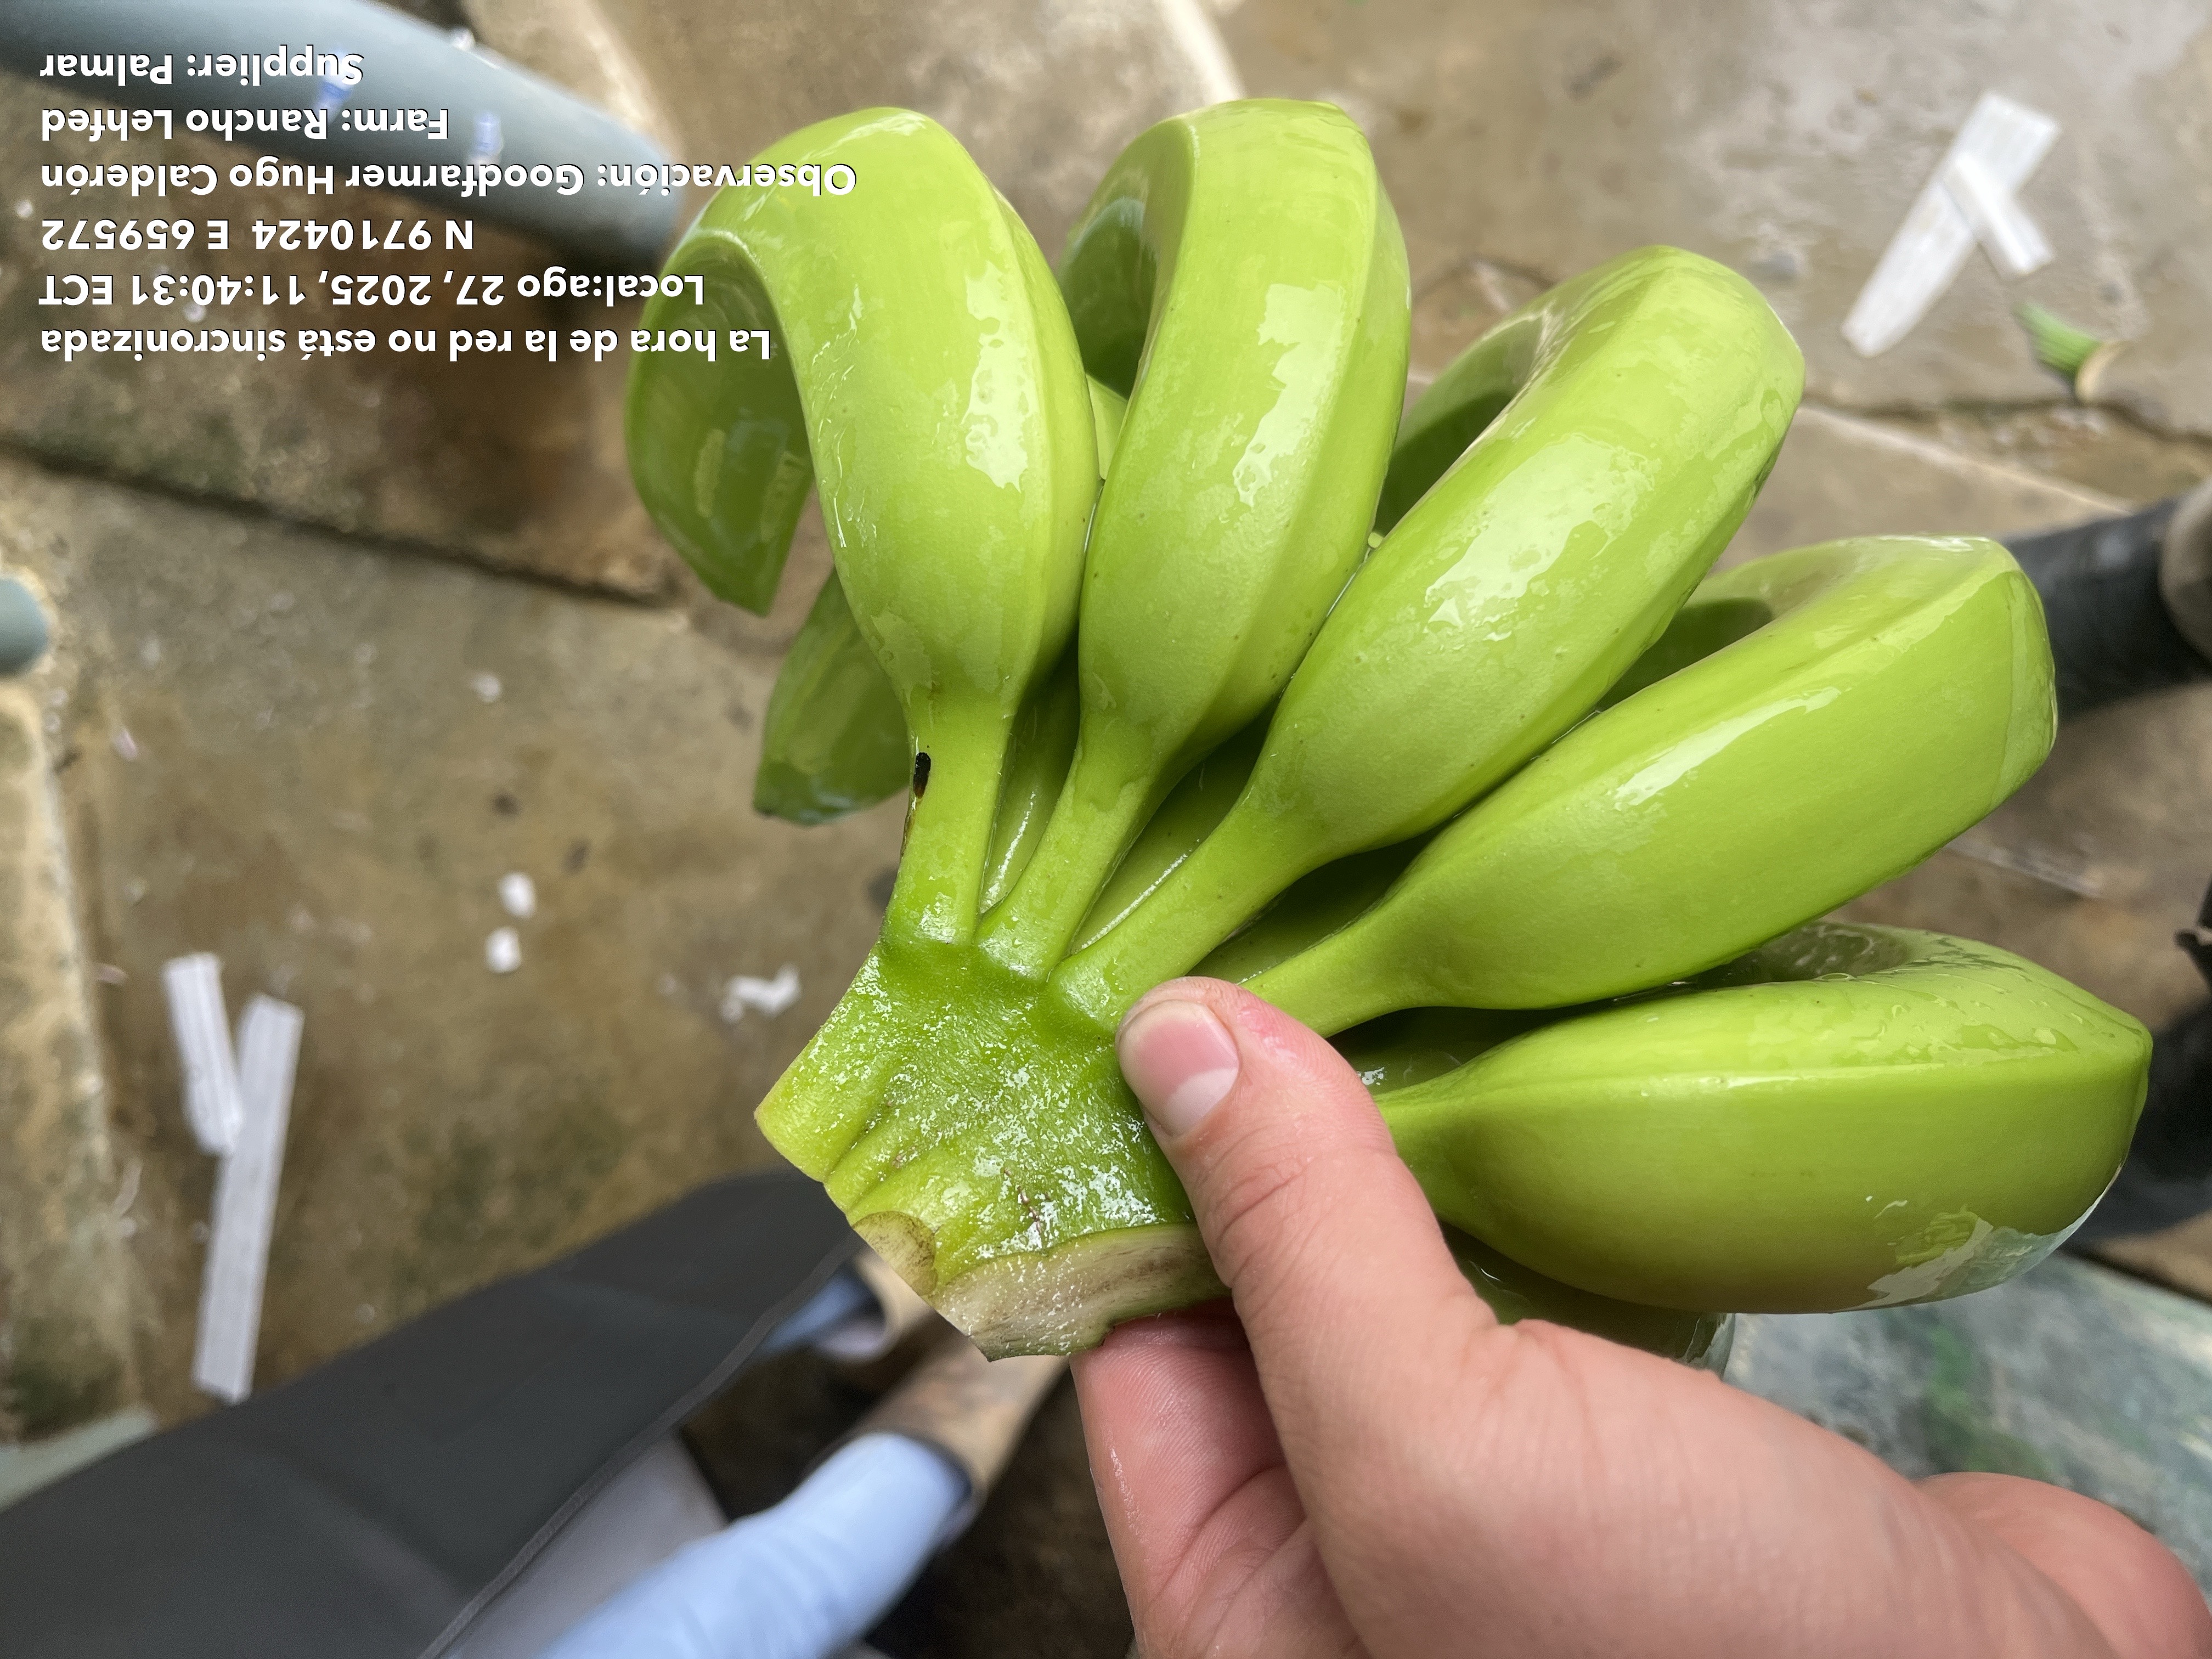 La hora de la red no está sincronizada
Local:ago 27, 2025, 11:40:31 ECT
N 9710424 E 659572
Observación: Goodfarmer Hugo Calderón
Farm: Rancho Lehfed
Supplier: Palmar